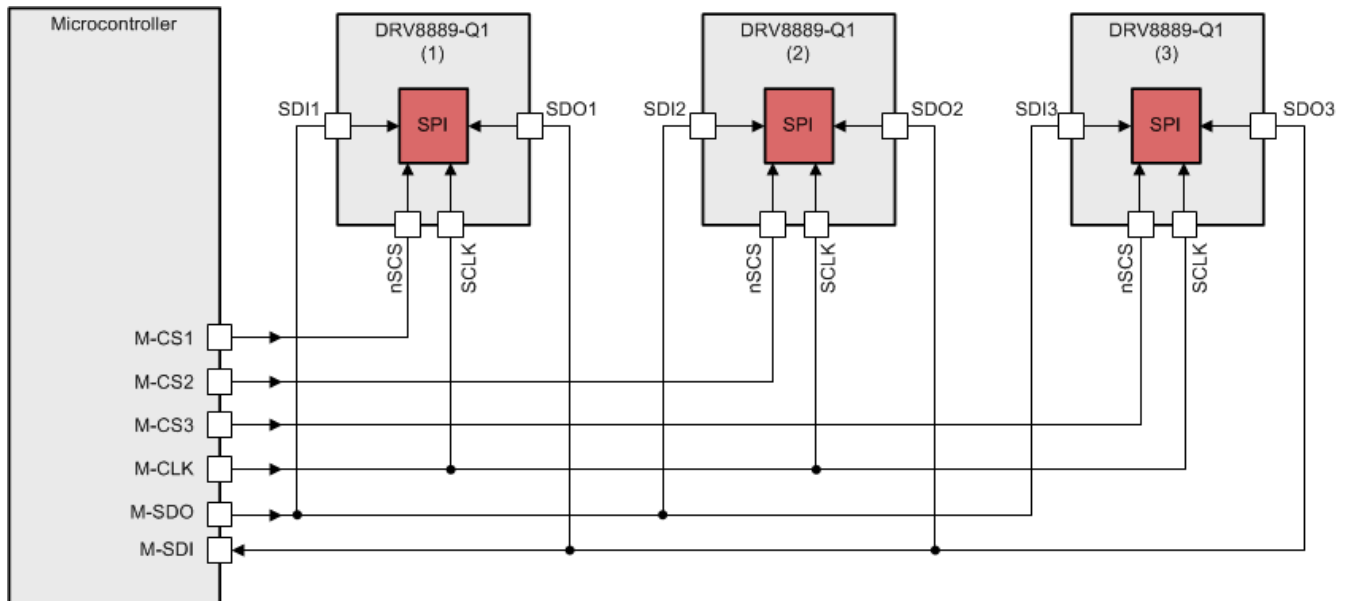 Microcontroller
DRV8889-Q1
(1)
DRV8889-Q1
(2)
DRV8889-Q1
(3)
SDI1
SPI
SDO1
SDI2
SPI
SDO2
SDI3
SPI
SDO3
nSCS
SCLK
nSCS
SCLK
nSCS
SCLK
M-CS1
M-CS2
M-CS3
M-CLK
M-SDO
M-SDI